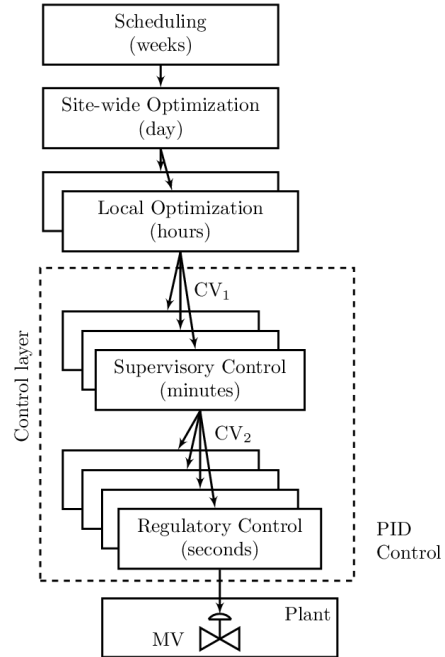 Scheduling
(weeks)
Site-wide Optimization
(day)
Local Optimization
(hours)
CV₁
Control layer
Supervisory Control
(minutes)
CV₂
Regulatory Control
(seconds)
PID
Control
Plant
MV